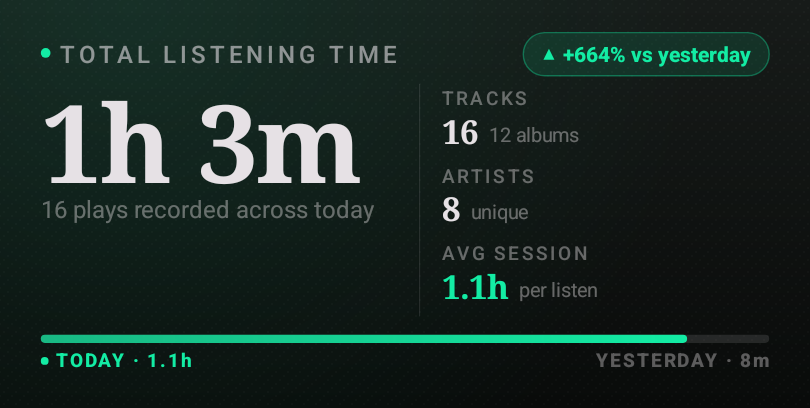 TOTAL LISTENING TIME
▲ +664% vs yesterday
1h 3m
16 plays recorded across today
TRACKS
16 12 albums
ARTISTS
8 unique
AVG SESSION
1.1h per listen
TODAY · 1.1h
YESTERDAY · 8m